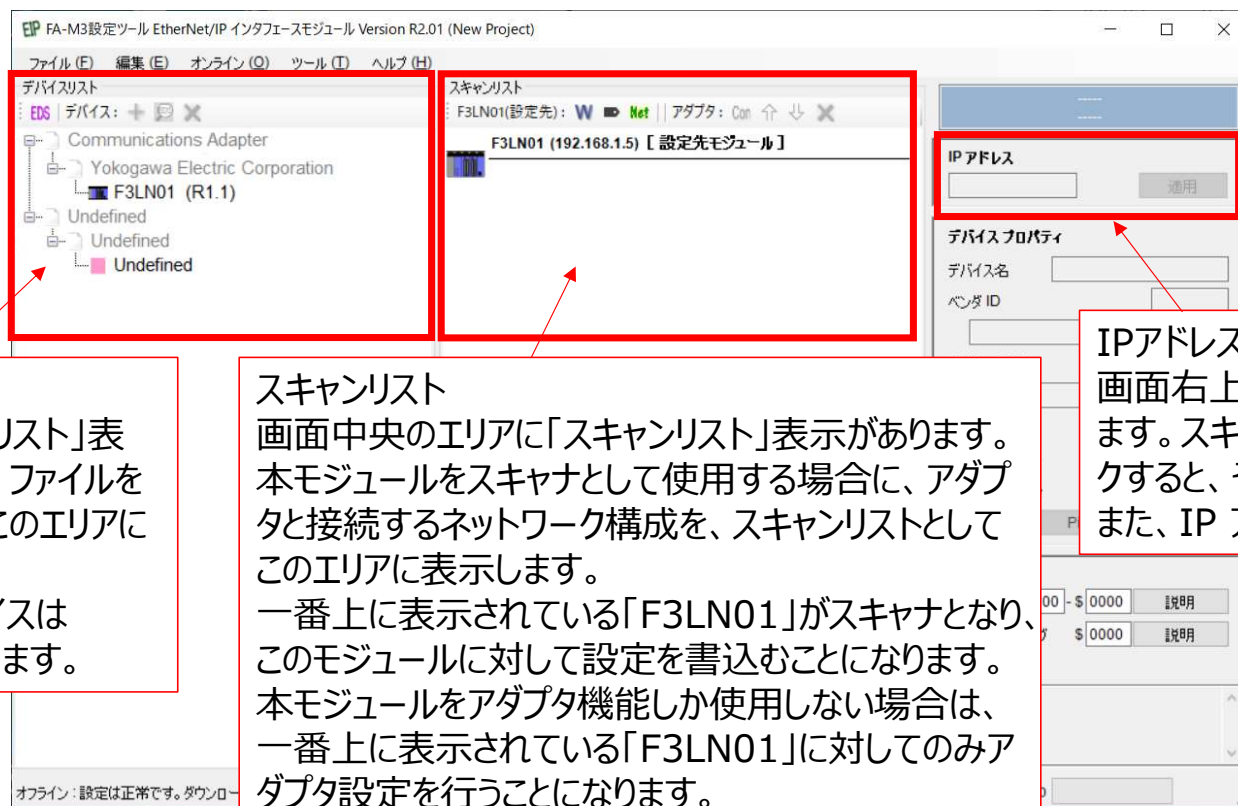 EIP FA-M3設定ツール EtherNet/IP インタフェースモジュール Version R2.01 (New Project)
ファイル(F) 編集(E) オンライン(O) ツール(T) ヘルプ(H)
デバイスリスト
EDS デバイス:
Communications Adapter
Yokogawa Electric Corporation
F3LN01 (R1.1)
Undefined
Undefined
Undefined
スキャンリスト
F3LN01(設定先): W Net アダプタ: Con
F3LN01 (192.168.1.5) [ 設定先モジュール ]
-----
-----
IP アドレス
適用
デバイス プロパティ
デバイス名
ベンダ ID
リスト」表
ファイルを
このエリアに
イスは
ます。
スキャンリスト
画面中央のエリアに「スキャンリスト」表示があります。
本モジュールをスキャナとして使用する場合に、アダプ
タと接続するネットワーク構成を、スキャンリストとして
このエリアに表示します。
一番上に表示されている「F3LN01」がスキャナとなり、
このモジュールに対して設定を書込むことになります。
本モジュールをアダプタ機能しか使用しない場合は、
一番上に表示されている「F3LN01」に対してのみア
ダプタ設定を行うことになります。
IPアドレス
画面右上
ます。スキ
クすると、そ
また、IP ア
00 - $ 0000 説明
$ 0000 説明
オフライン:設定は正常です。ダウンロー